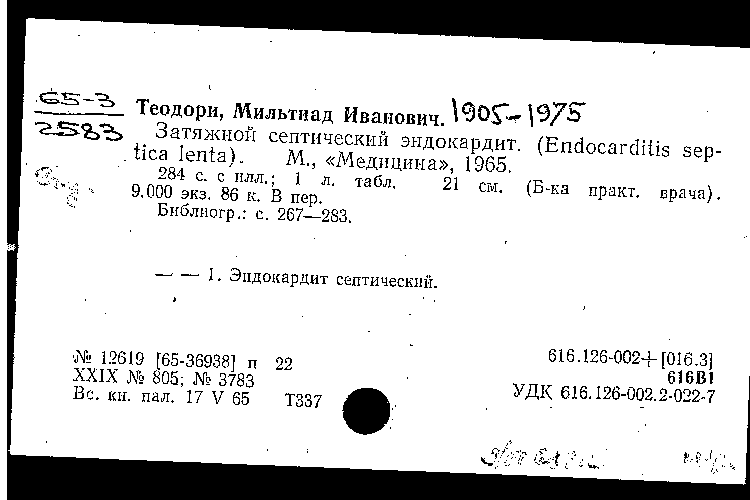 65-3
2583
Теодори, Мильтиад Иванович. 1905-1975
Затяжной септический эндокардит. (Endocarditis sep-
tica lenta). М., «Медицина», 1965.
284 с. с илл.; 1 л. табл. 21 см. (Б-ка практ. врача).
9.000 экз. 86 к. В пер.
Библиогр.: с. 267—283.
— — 1. Эндокардит септический.
№ 12619 [65-36938] п 22
XXIX № 805; № 3783
Вс. кн. пал. 17 V 65 Т337
616.126-002+[016.3]
616В1
УДК 616.126-002.2-022-7